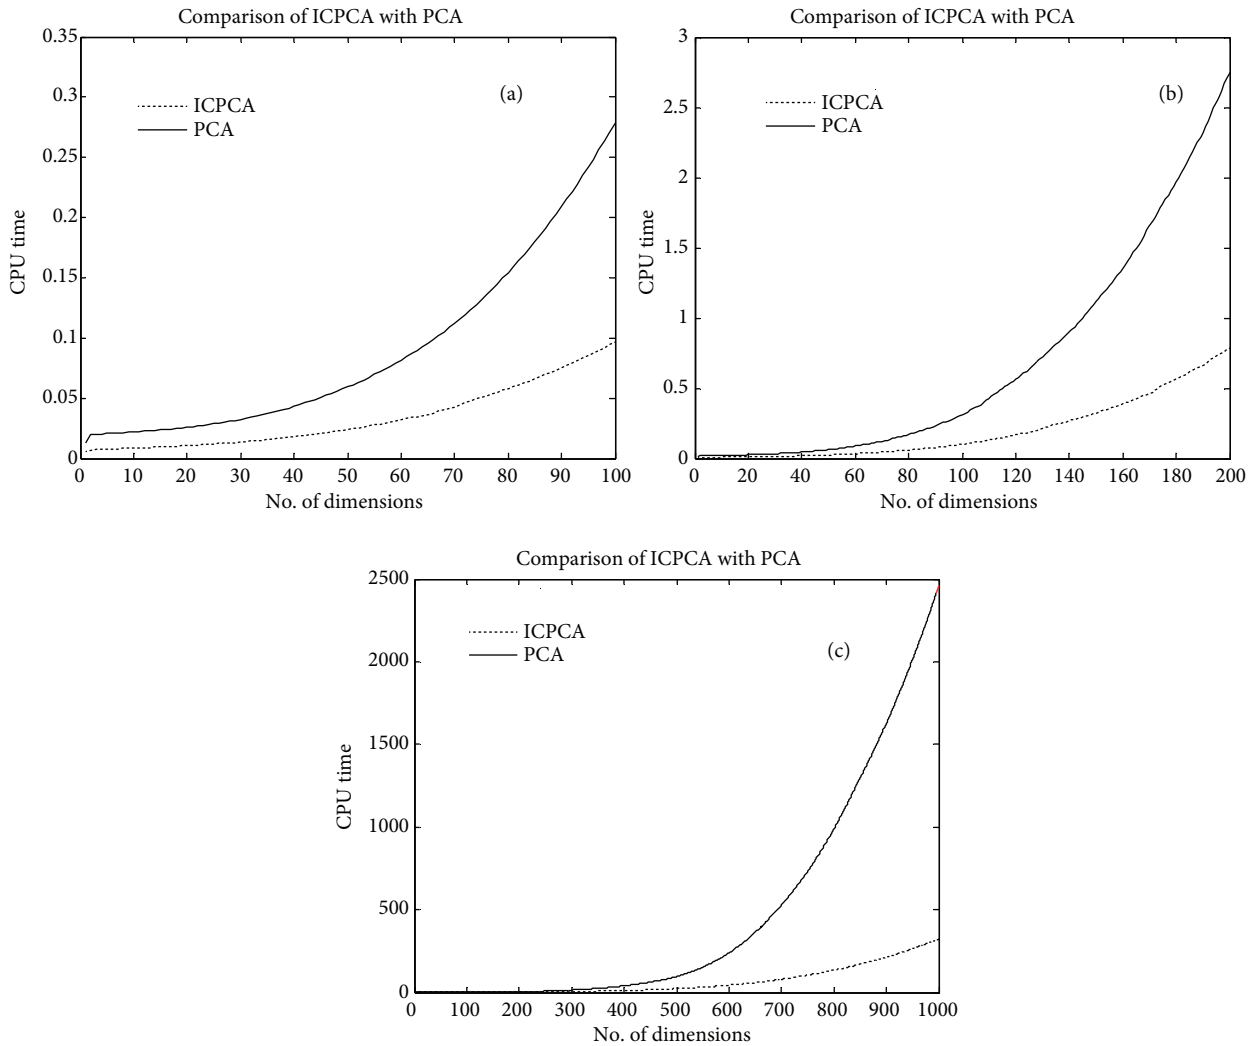 Comparison of ICPCA with PCA
0.35
0.3
0.25
0.2
0.15
0.1
0.05
0
CPU time
ICPCA
PCA
(a)
0 10 20 30 40 50 60 70 80 90 100
No. of dimensions
Comparison of ICPCA with PCA
3
2.5
2
1.5
1
0.5
0
CPU time
ICPCA
PCA
(b)
0 20 40 60 80 100 120 140 160 180 200
No. of dimensions
Comparison of ICPCA with PCA
2500
2000
1500
1000
500
0
CPU time
ICPCA
PCA
(c)
0 100 200 300 400 500 600 700 800 900 1000
No. of dimensions